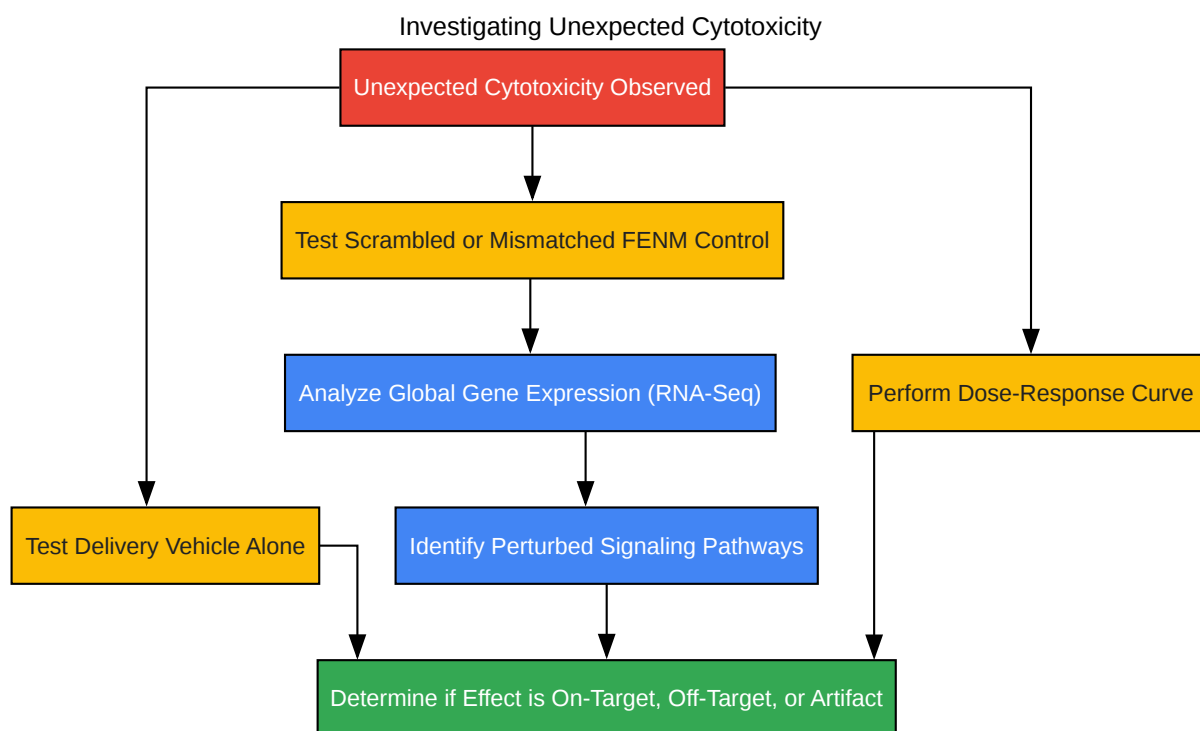 Investigating Unexpected Cytotoxicity
Unexpected Cytotoxicity Observed
Test Scrambled or Mismatched FENM Control
Analyze Global Gene Expression (RNA-Seq)
Perform Dose-Response Curve
Test Delivery Vehicle Alone
Identify Perturbed Signaling Pathways
Determine if Effect is On-Target, Off-Target, or Artifact